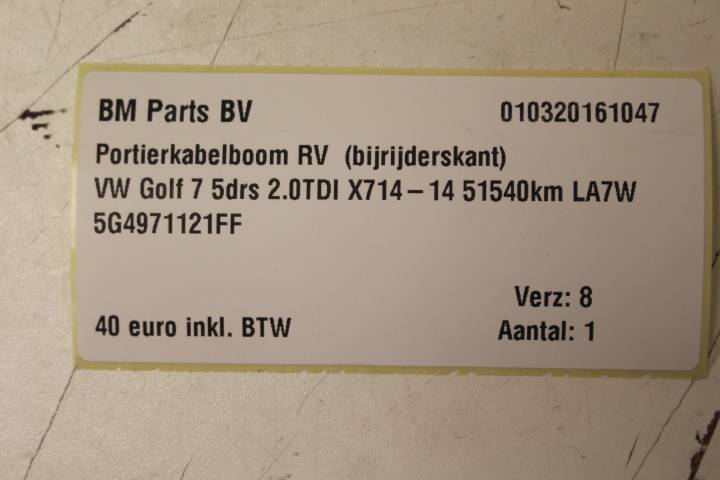 BM Parts BV 010320161047
Portierkabelboom RV (bijrijderskant)
VW Golf 7 5drs 2.0TDI X714-14 51540km LA7W
5G4971121FF
Verz: 8
40 euro inkl. BTW Aantal: 1